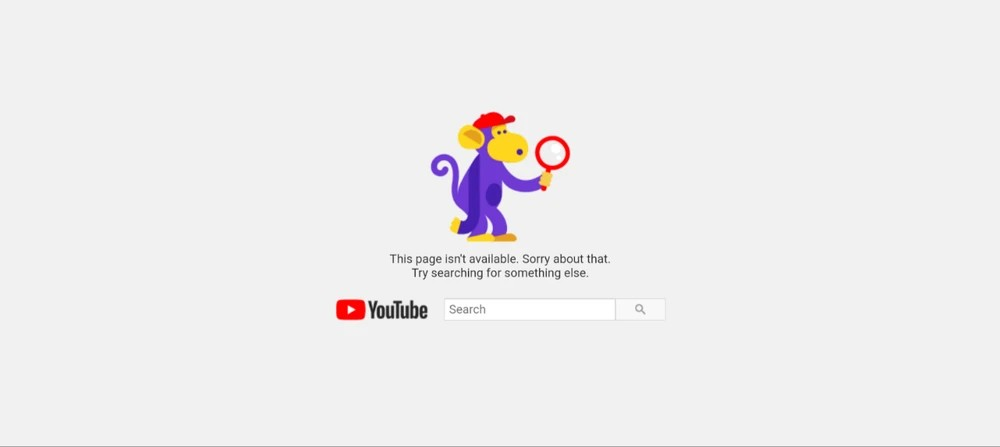 This page isn't available. Sorry about that.
Try searching for something else.
YouTube
Search